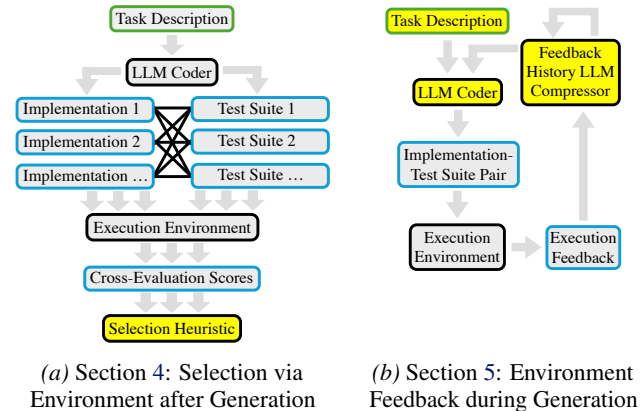 Task Description
LLM Coder
Implementation 1
Test Suite 1
Implementation 2
Test Suite 2
Implementation ...
Test Suite ...
Execution Environment
Cross-Evaluation Scores
Selection Heuristic
(a) Section 4: Selection via
Environment after Generation
Task Description
Feedback
History LLM
Compressor
LLM Coder
Implementation-
Test Suite Pair
Execution
Environment
Execution
Feedback
(b) Section 5: Environment
Feedback during Generation